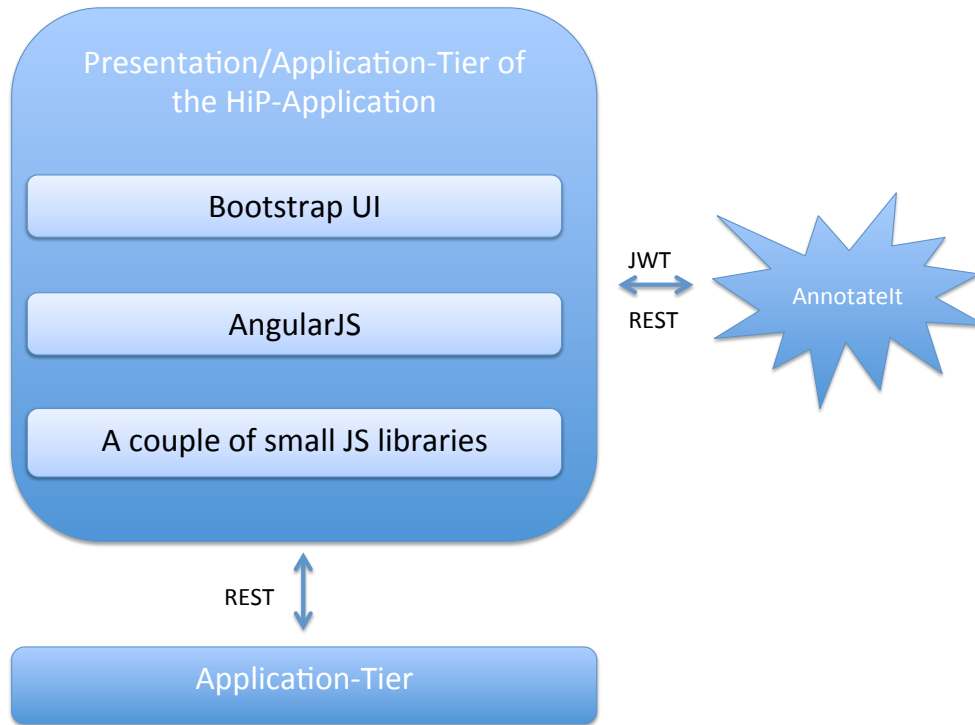 Presentation/Application-Tier of
the HiP-Application
Bootstrap UI
AngularJS
A couple of small JS libraries
JWT
REST
AnnotateIt
REST
Application-Tier